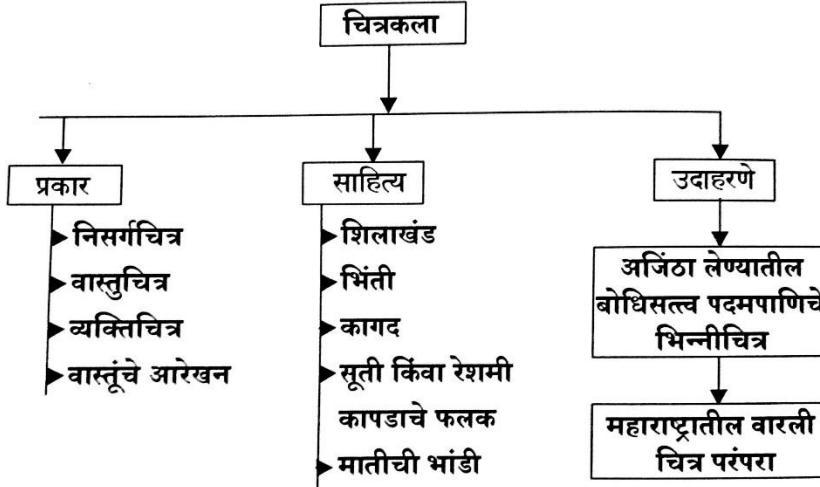 चित्रकला
प्रकार
निसर्गचित्र
वास्तुचित्र
व्यक्तिचित्र
वास्तूंचे आरेखन
साहित्य
शिलाखंड
भिंती
कागद
सूती किंवा रेशमी
कापडाचे फलक
मातीची भांडी
उदाहरणे
अजिंठा लेण्यातील
बोधिसत्त्व पदमपाणिचे
भिन्नीचित्र
महाराष्ट्रातील वारली
चित्र परंपरा